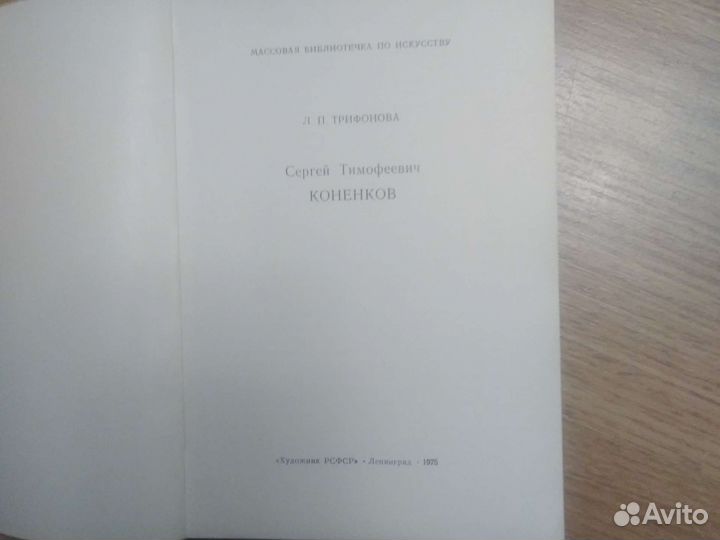 МАССОВАЯ БИБЛИОТЕЧКА ПО ИСКУССТВУ
Л. П. ТРИФОНОВА
Сергей Тимофеевич
КОНЕНКОВ
«Художник РСФСР» • Ленинград • 1975
Avito